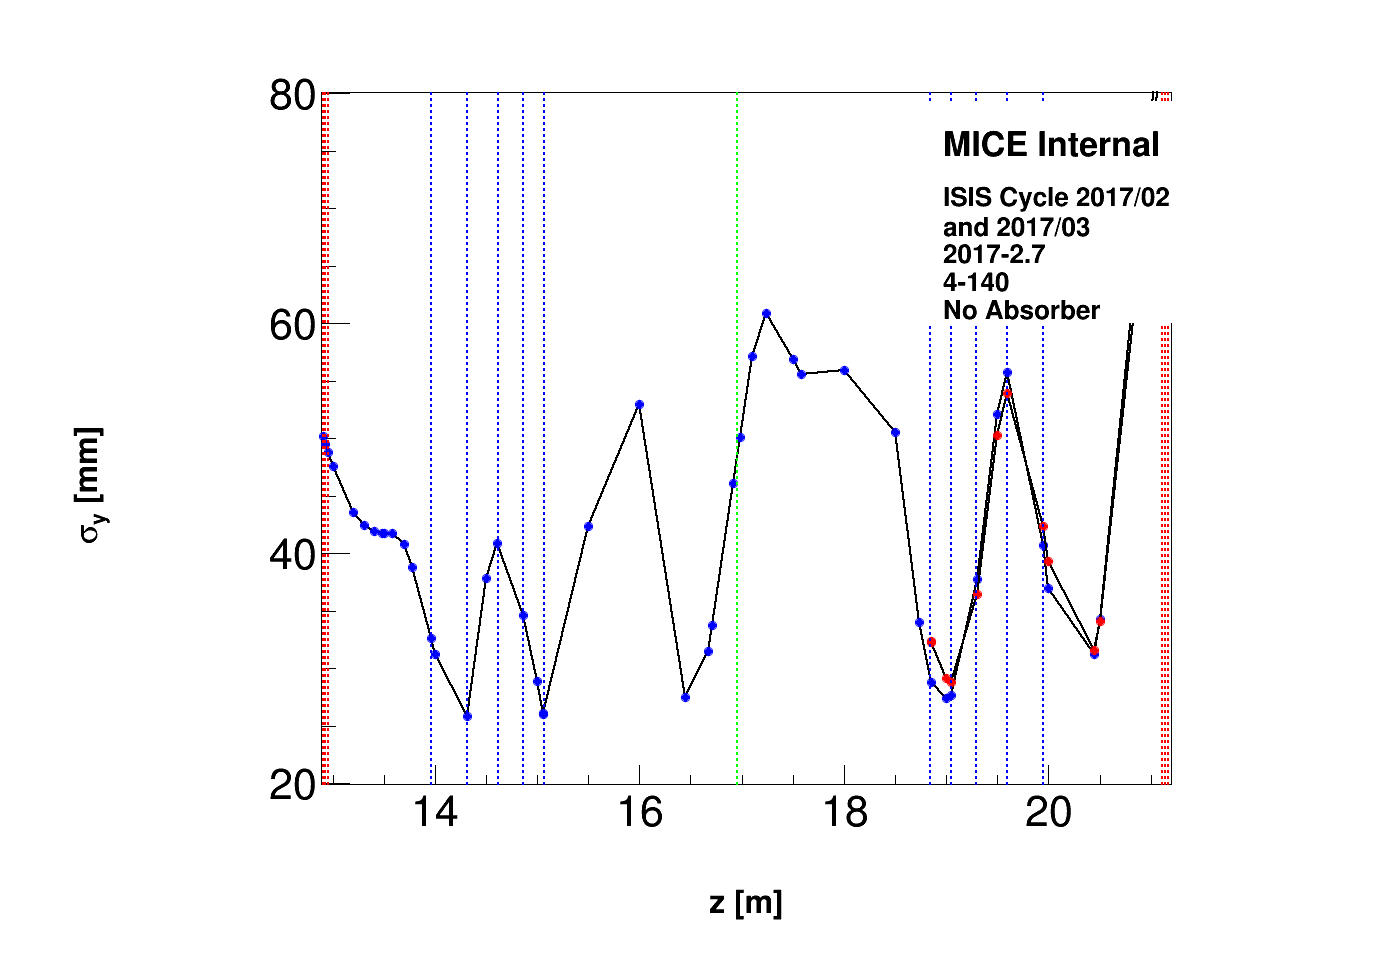 80
60
40
20
σy [mm]
MICE Internal
ISIS Cycle 2017/02
and 2017/03
2017-2.7
4-140
No Absorber
14 16 18 20
z [m]